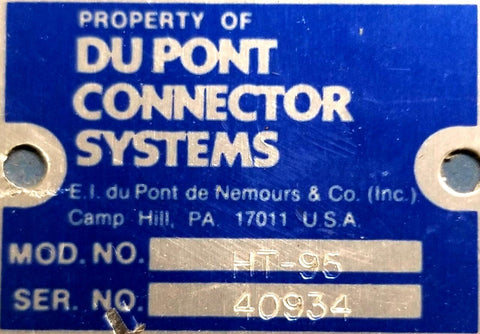 PROPERTY OF
DU PONT
CONNECTOR
SYSTEMS
E.I. du Pont de Nemours & Co. (Inc.)
Camp Hill, PA 17011 U.S.A.
MOD. NO. HT-95
SER. NO. 40934